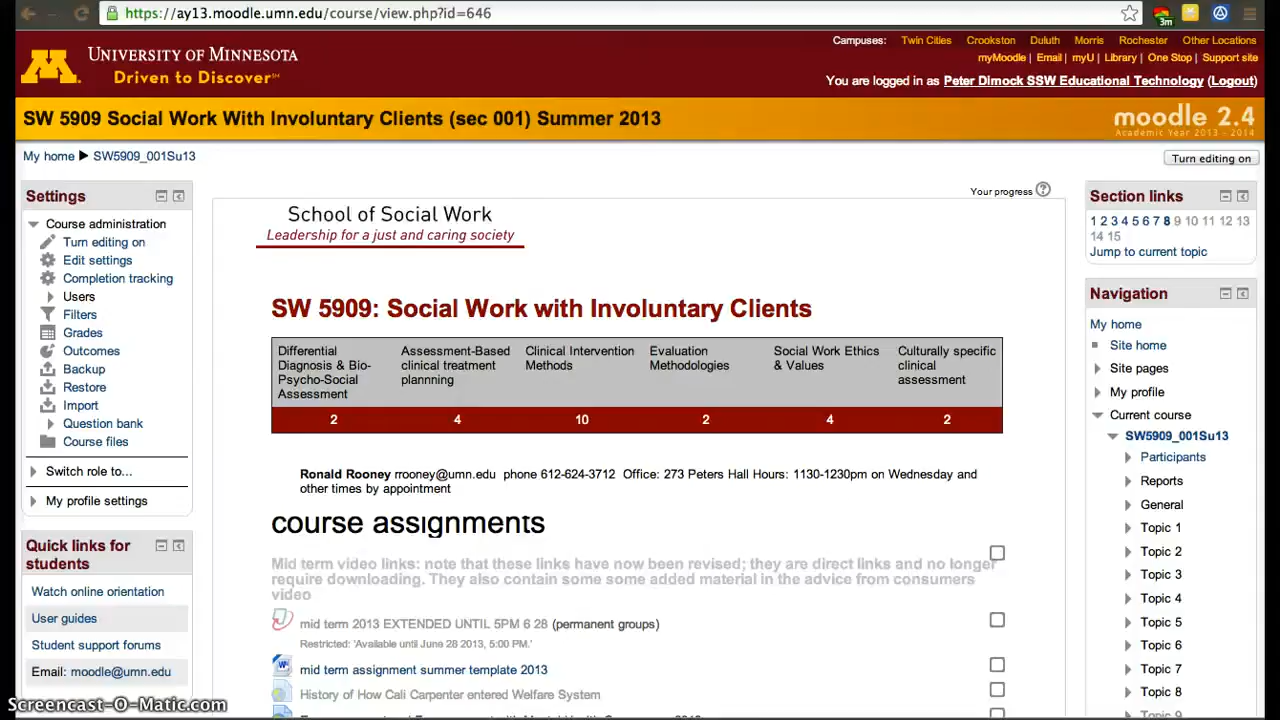 https://ay13.moodle.umn.edu/course/view.php?id=646
3m
UNIVERSITY OF MINNESOTA
Driven to Discover℠
Campuses: Twin Cities Crookston Duluth Morris Rochester Other Locations
myMoodle | Email | myU | Library | One Stop | Support site
You are logged in as Peter Dimock SSW Educational Technology (Logout)
SW 5909 Social Work With Involuntary Clients (sec 001) Summer 2013
moodle 2.4
Academic Year 2013 - 2014
My home ▶ SW5909_001Su13
Turn editing on
Settings
Course administration
Turn editing on
Edit settings
Completion tracking
Users
Filters
Grades
Outcomes
Backup
Restore
Import
Question bank
Course files
Switch role to...
My profile settings
Quick links for
students
Watch online orientation
User guides
Student support forums
Email: moodle@umn.edu
Your progress
School of Social Work
Leadership for a just and caring society
SW 5909: Social Work with Involuntary Clients
Differential
Diagnosis & Bio-
Psycho-Social
Assessment
Assessment-Based
clinical treatment
plannning
Clinical Intervention
Methods
Evaluation
Methodologies
Social Work Ethics
& Values
Culturally specific
clinical
assessment
2 4 10 2 4 2
Ronald Rooney rrooney@umn.edu phone 612-624-3712 Office: 273 Peters Hall Hours: 1130-1230pm on Wednesday and
other times by appointment
course assignments
Mid term video links: note that these links have now been revised; they are direct links and no longer
require downloading. They also contain some some added material in the advice from consumers
video
mid term 2013 EXTENDED UNTIL 5PM 6 28 (permanent groups)
Restricted: 'Available until June 28 2013, 5:00 PM.'
mid term assignment summer template 2013
History of How Cali Carpenter entered Welfare System
Section links
1 2 3 4 5 6 7 8 9 10 11 12 13
14 15
Jump to current topic
Navigation
My home
Site home
Site pages
My profile
Current course
SW5909_001Su13
Participants
Reports
General
Topic 1
Topic 2
Topic 3
Topic 4
Topic 5
Topic 6
Topic 7
Topic 8
Topic 9
Screencast-O-Matic.com